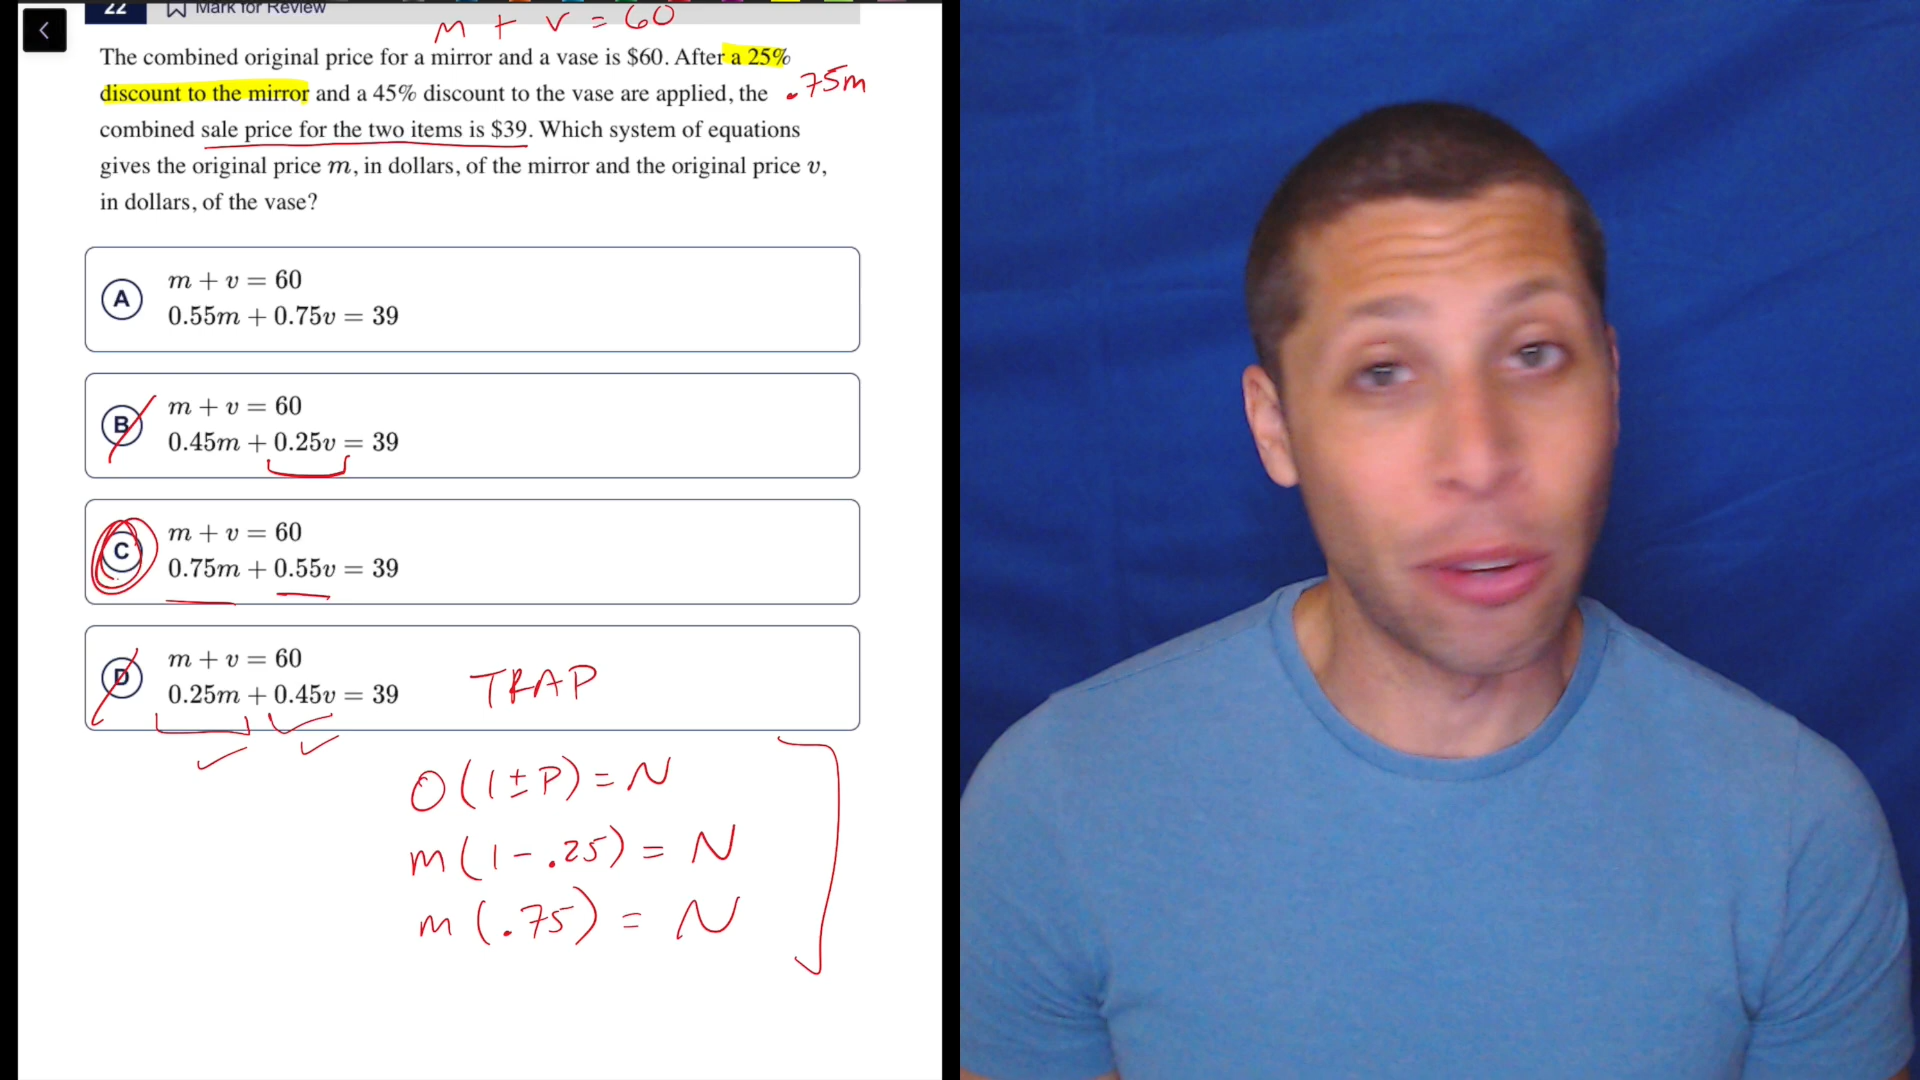 22 Mark for Review
m + v = 60
The combined original price for a mirror and a vase is $60. After a 25%
discount to the mirror and a 45% discount to the vase are applied, the .75m
combined sale price for the two items is $39. Which system of equations
gives the original price m, in dollars, of the mirror and the original price v,
in dollars, of the vase?
A
m + v = 60
0.55m + 0.75v = 39
B
m + v = 60
0.45m + 0.25v = 39
C
m + v = 60
0.75m + 0.55v = 39
D
m + v = 60
0.25m + 0.45v = 39
TRAP
O(1±P)=N
m(1-.25) = N
m(.75) = N